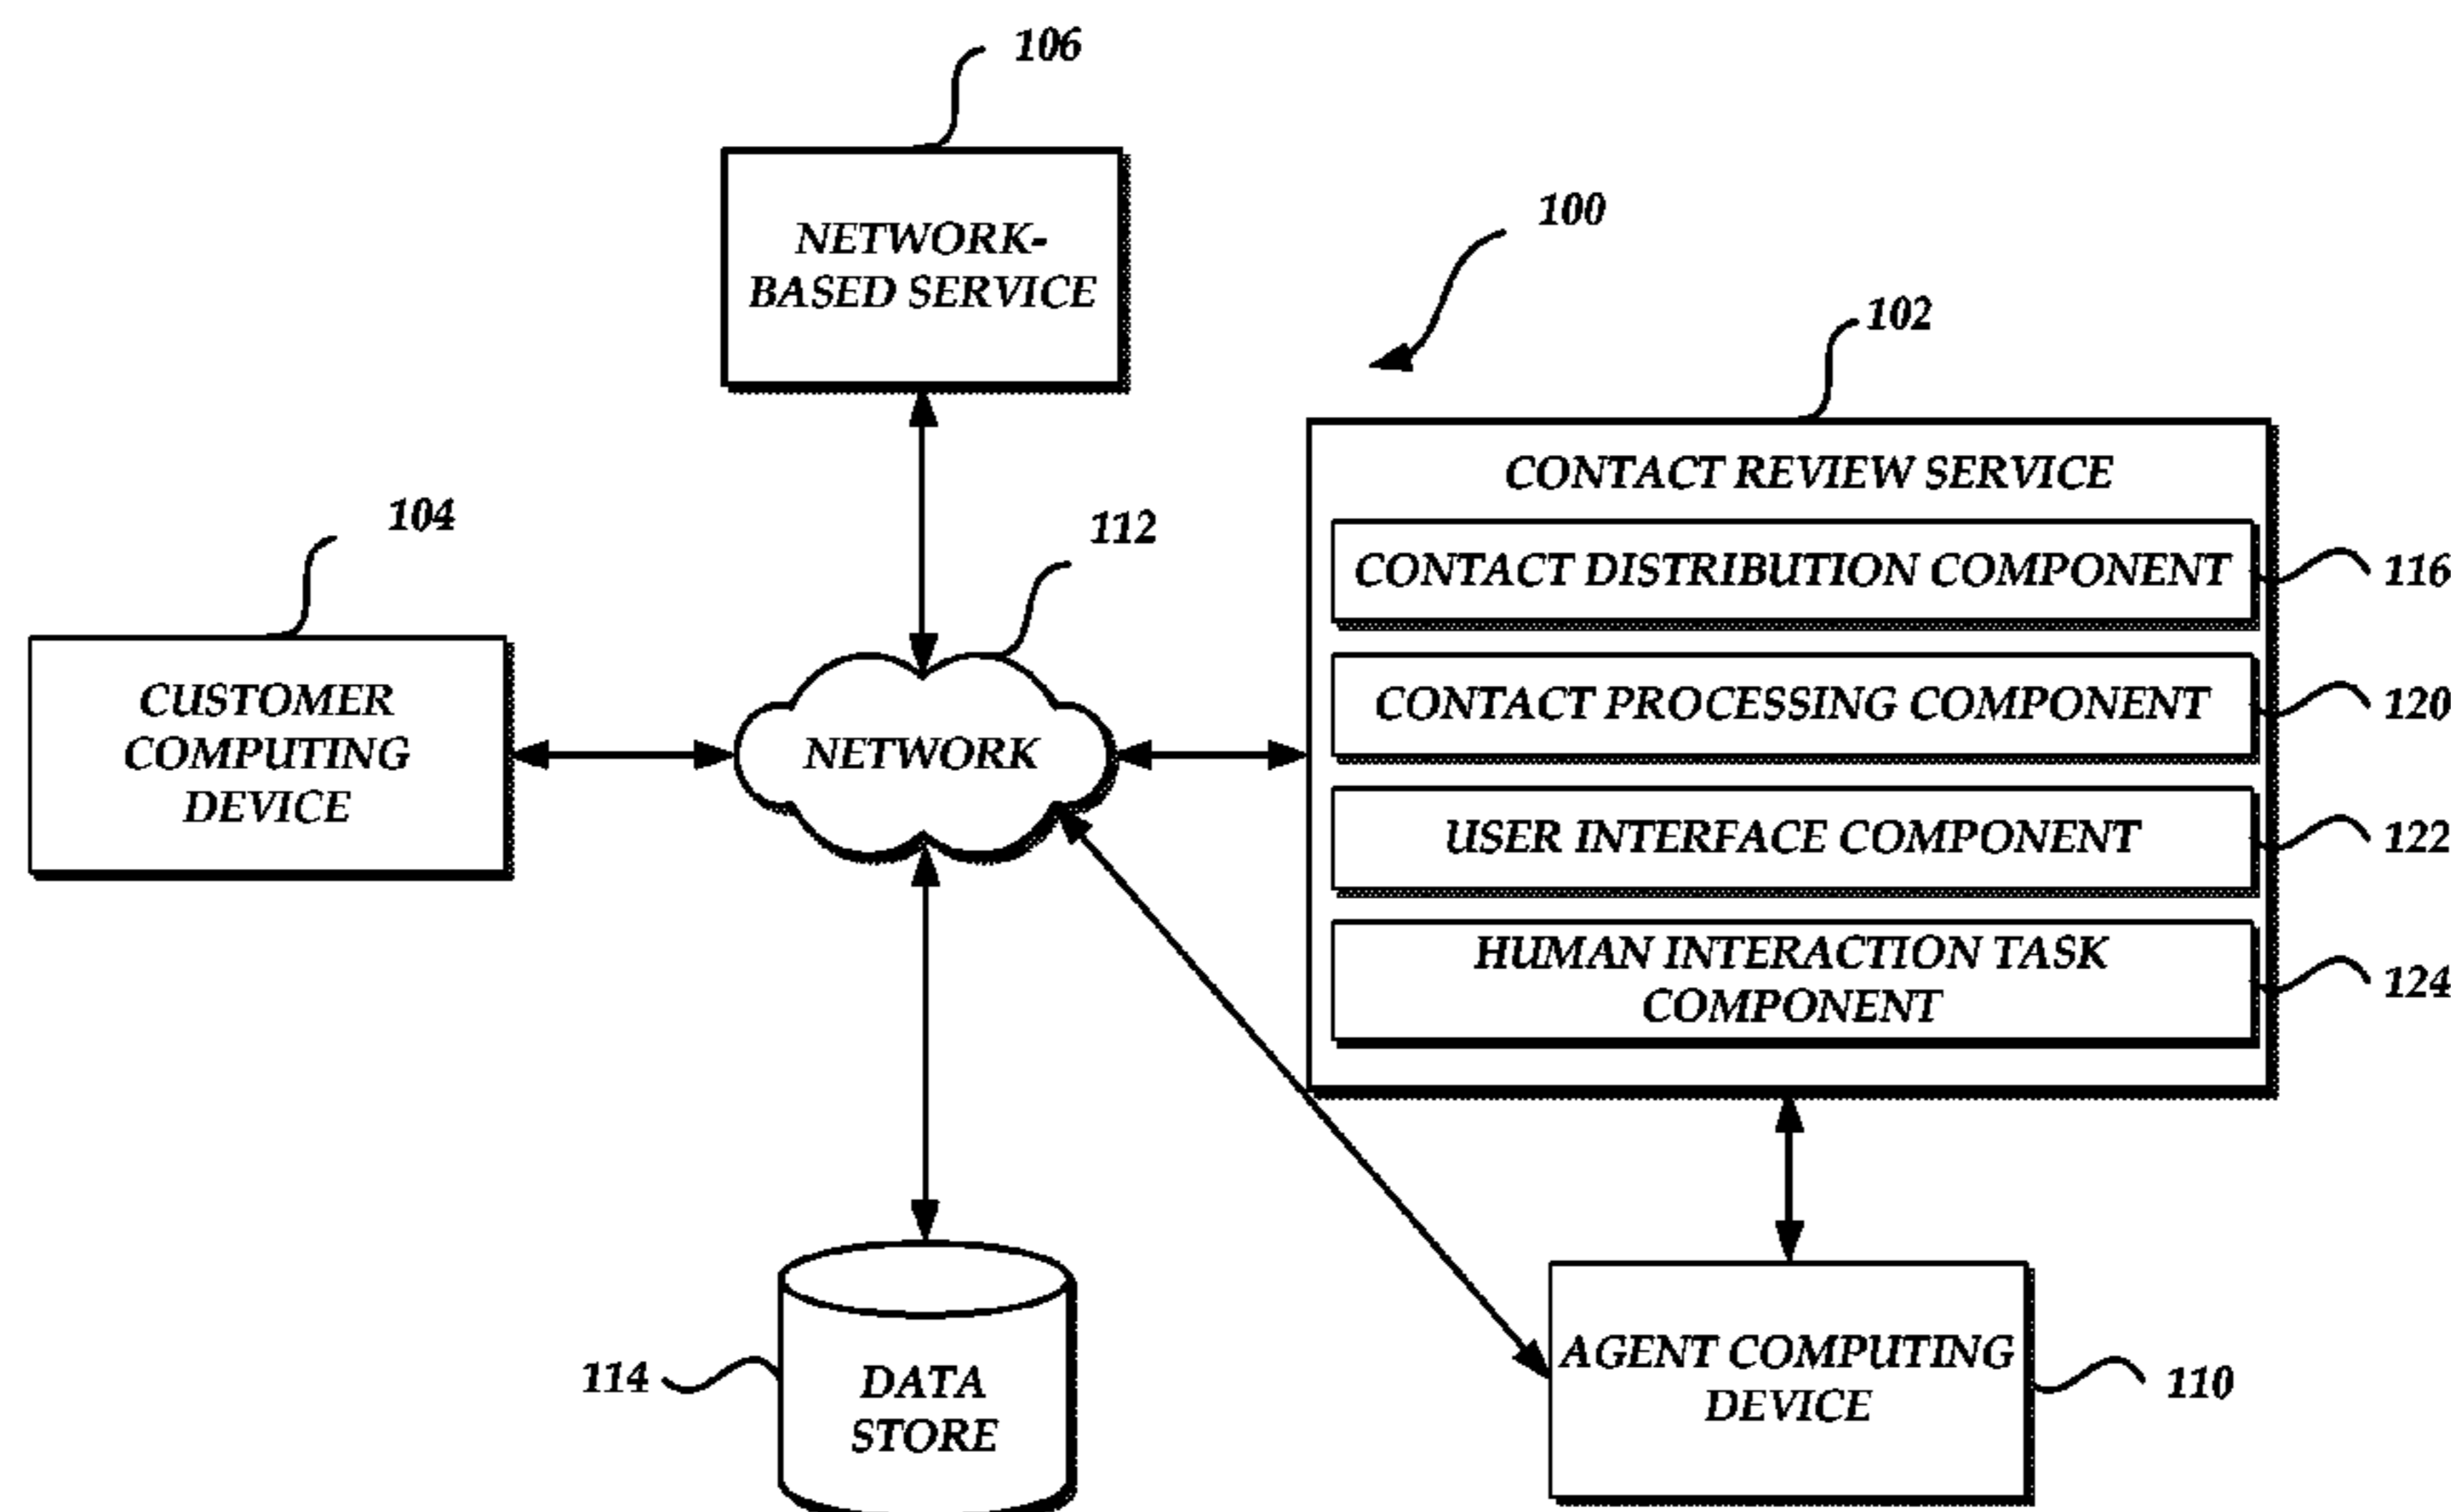 106
NETWORK-
BASED SERVICE
100
102
CONTACT REVIEW SERVICE
CONTACT DISTRIBUTION COMPONENT
116
CONTACT PROCESSING COMPONENT
120
USER INTERFACE COMPONENT
122
HUMAN INTERACTION TASK
COMPONENT
124
104
CUSTOMER
COMPUTING
DEVICE
112
NETWORK
114
DATA
STORE
AGENT COMPUTING
DEVICE
110